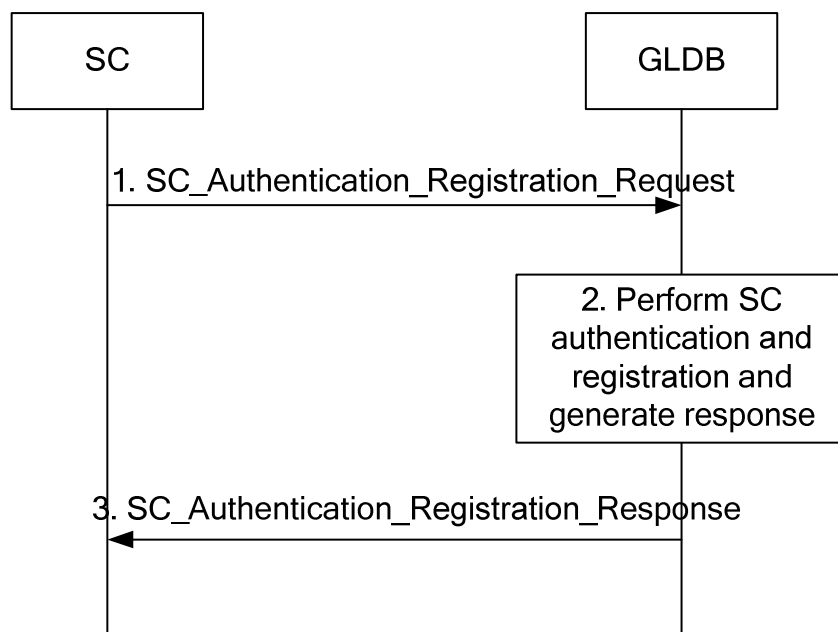 SC
GLDB
1. SC_Authentication_Registration_Request
2. Perform SC
authentication and
registration and
generate response
3. SC_Authentication_Registration_Response